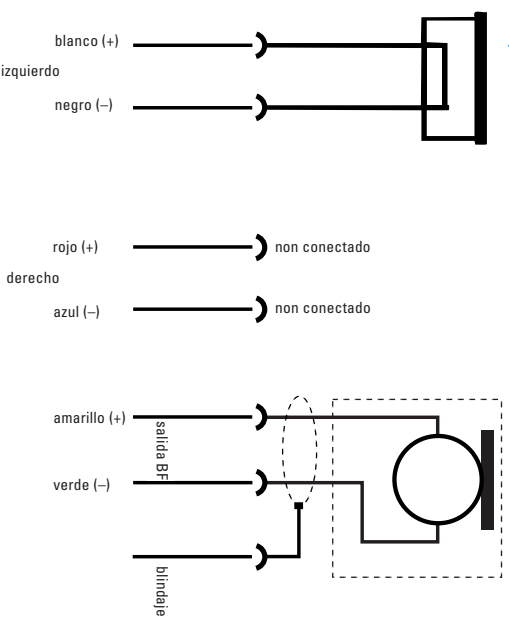 blanco (+)
izquierdo
negro (–)
rojo (+)
non conectado
derecho
azul (–)
non conectado
amarillo (+)
salida BF
verde (–)
blindaje